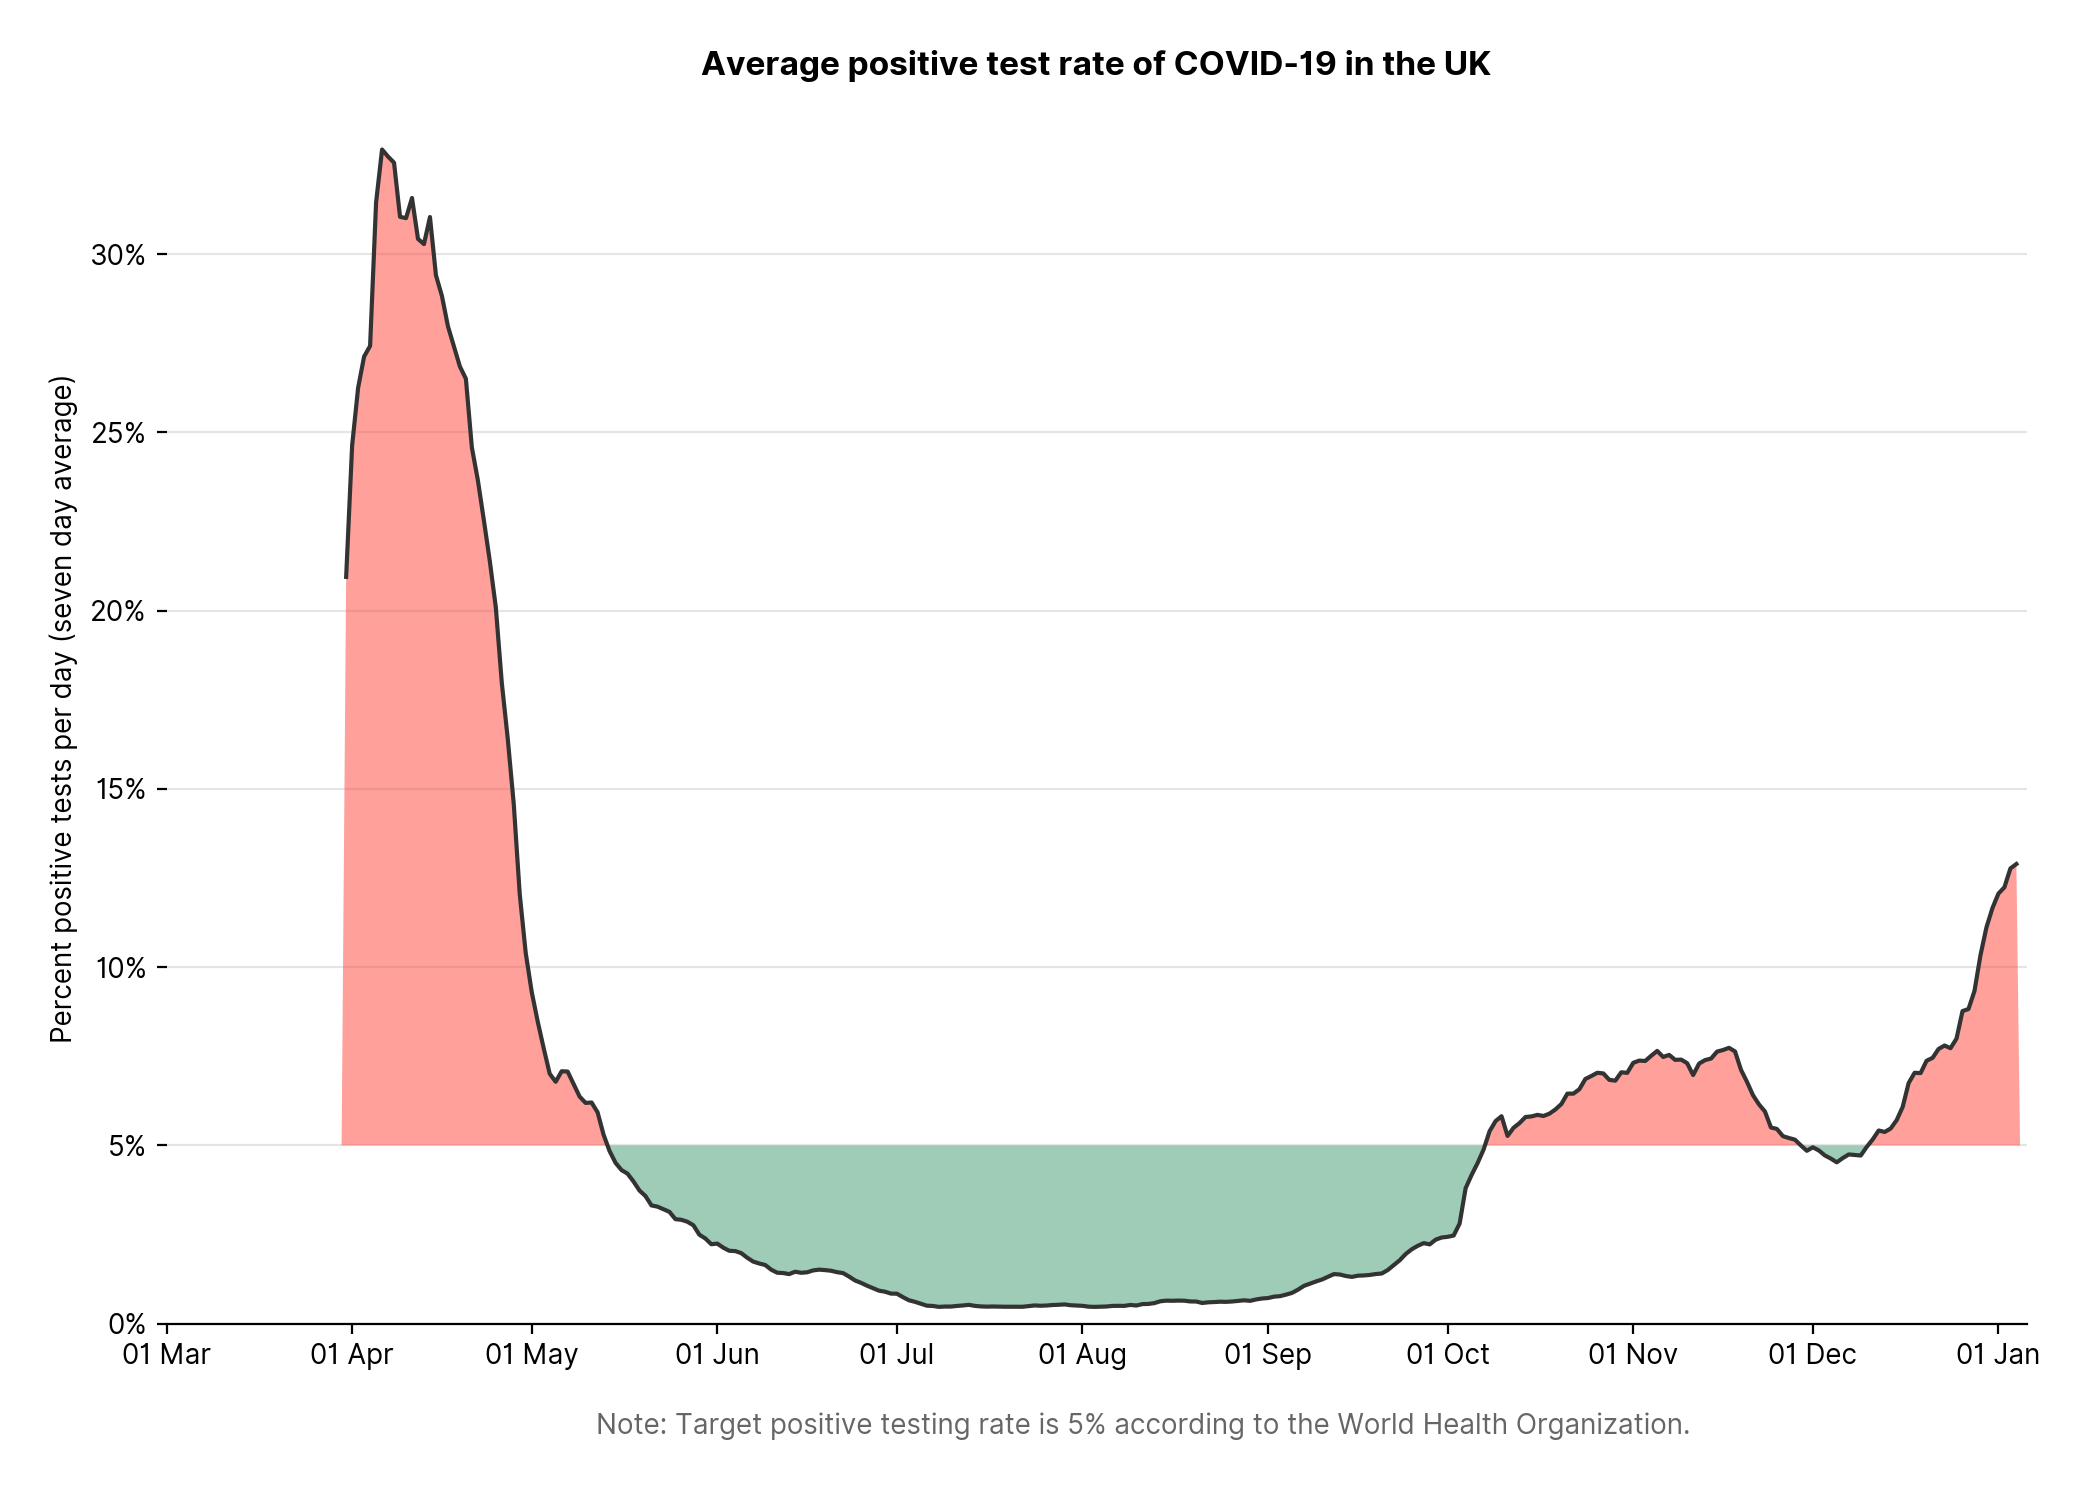 Average positive test rate of COVID-19 in the UK
Percent positive tests per day (seven day average)
30%
25%
20%
15%
10%
5%
0%
01 Mar
01 Apr
01 May
01 Jun
01 Jul
01 Aug
01 Sep
01 Oct
01 Nov
01 Dec
01 Jan
Note: Target positive testing rate is 5% according to the World Health Organization.